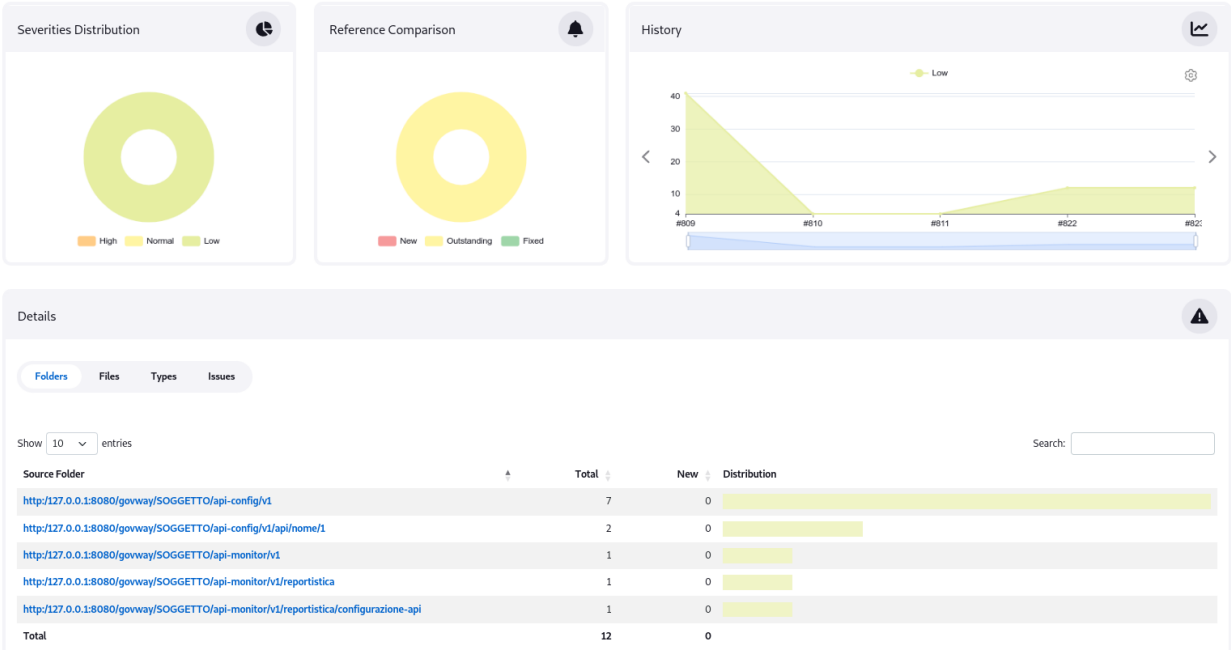 Severities Distribution
High Normal Low
Reference Comparison
New Outstanding Fixed
History
Low
40
30
20
10
4
#809 #810 #811 #822 #823
Details
Folders Files Types Issues
Show 10 entries
Search:
Source Folder Total New Distribution
http:/127.0.0.1:8080/govway/SOGGETTO/api-config/v1 7 0
http:/127.0.0.1:8080/govway/SOGGETTO/api-config/v1/api/nome/1 2 0
http:/127.0.0.1:8080/govway/SOGGETTO/api-monitor/v1 1 0
http:/127.0.0.1:8080/govway/SOGGETTO/api-monitor/v1/reportistica 1 0
http:/127.0.0.1:8080/govway/SOGGETTO/api-monitor/v1/reportistica/configurazione-api 1 0
Total 12 0